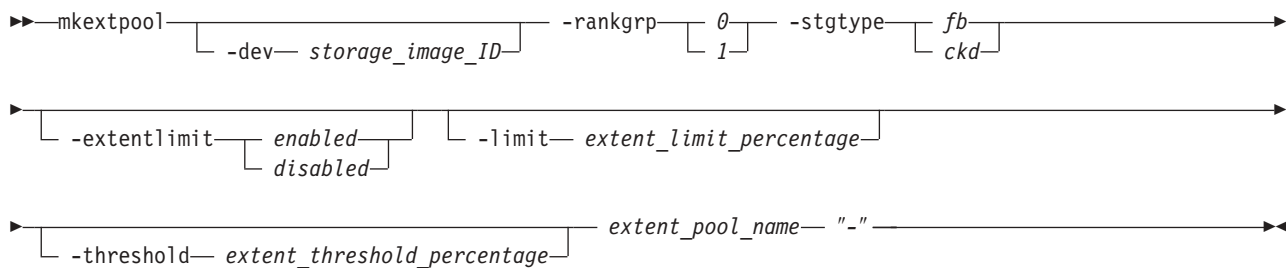 mkextpool -dev storage_image_ID -rankgrp 0 1 -stgtype fb ckd
-extentlimit enabled disabled -limit extent_limit_percentage
-threshold extent_threshold_percentage extent_pool_name "-"